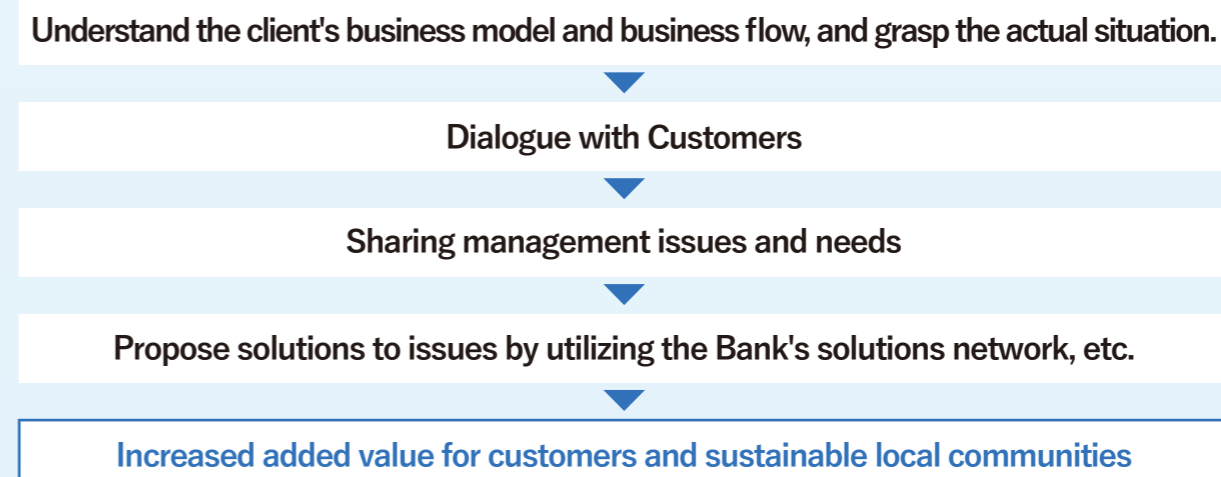 Understand the client's business model and business flow, and grasp the actual situation.
Dialogue with Customers
Sharing management issues and needs
Propose solutions to issues by utilizing the Bank's solutions network, etc.
Increased added value for customers and sustainable local communities